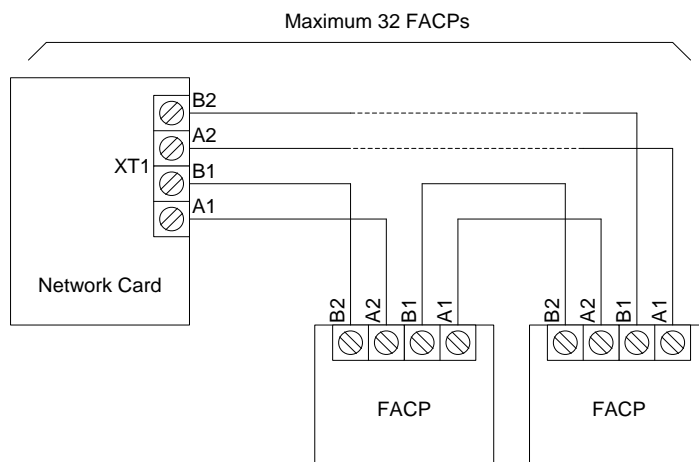 Maximum 32 FACPs
B2
A2
XT1
B1
A1
Network Card
B2
A2
B1
A1
B2
A2
B1
A1
FACP
FACP